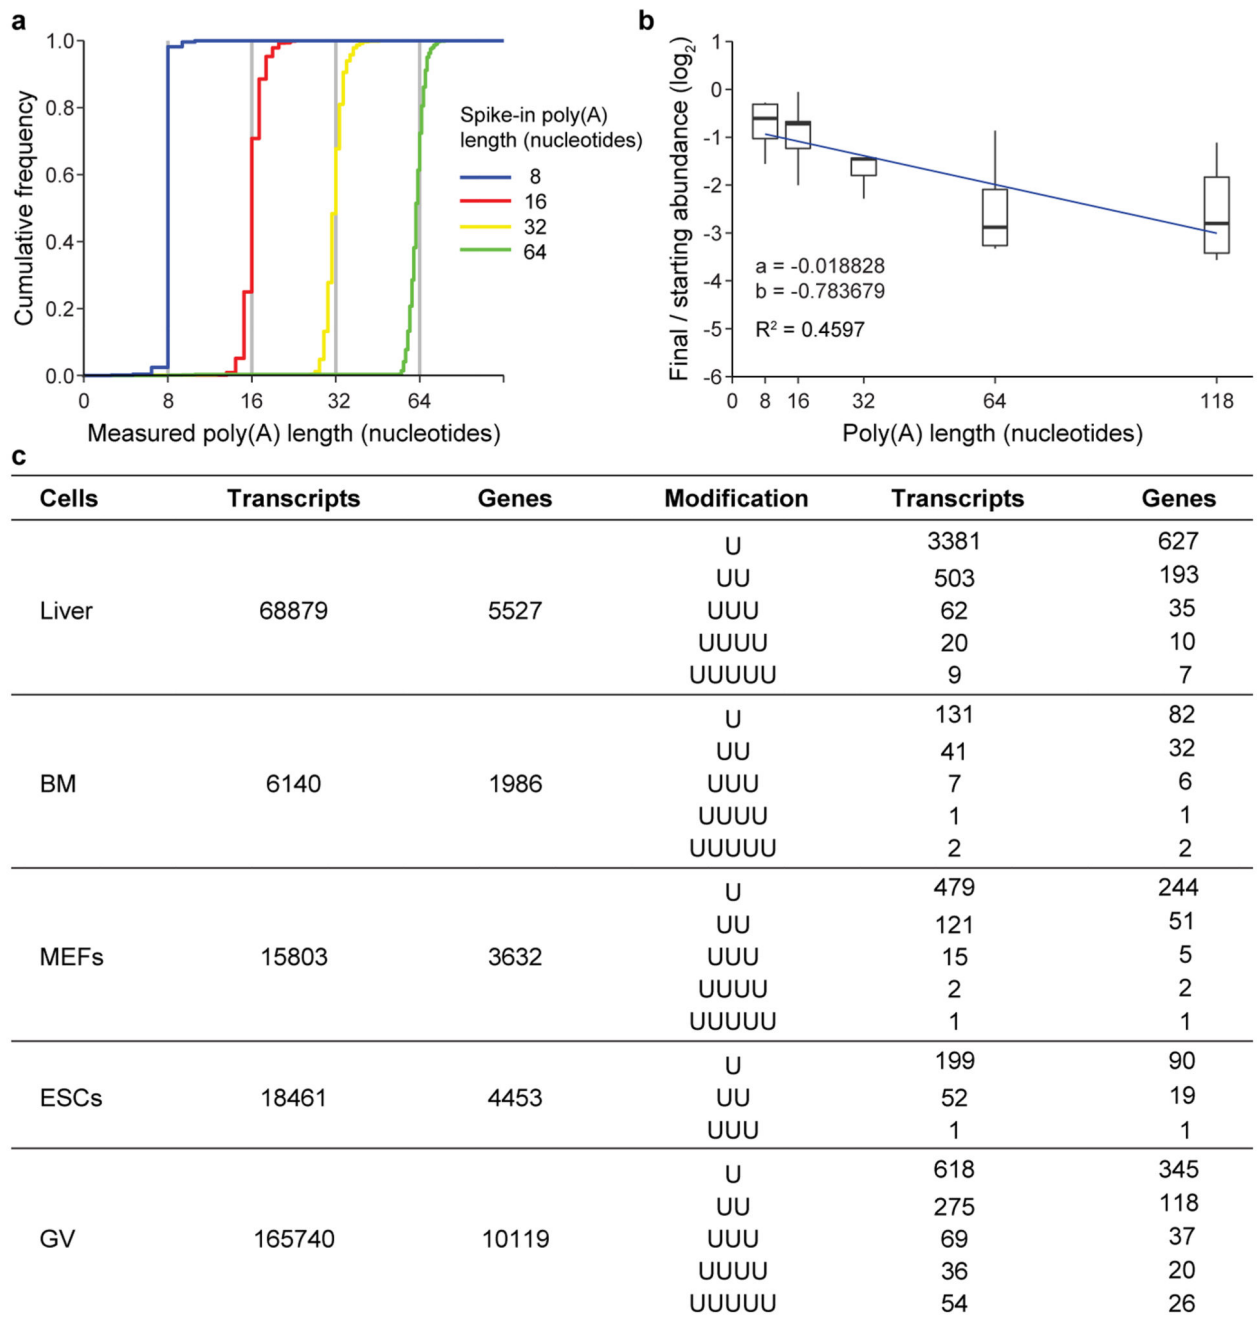 a
1.0
0.8
0.6
0.4
0.2
0.0
Cumulative frequency
0 8 16 32 64
Measured poly(A) length (nucleotides)
Spike-in poly(A)
length (nucleotides)
8
16
32
64
b
1
0
-1
-2
-3
-4
-5
-6
Final / starting abundance (log2)
a = -0.018828
b = -0.783679
R² = 0.4597
0 8 16 32 64 118
Poly(A) length (nucleotides)
c
Cells Transcripts Genes Modification Transcripts Genes
U 3381 627
UU 503 193
Liver 68879 5527 UUU 62 35
UUUU 20 10
UUUUU 9 7
U 131 82
UU 41 32
BM 6140 1986 UUU 7 6
UUUU 1 1
UUUUU 2 2
U 479 244
UU 121 51
MEFs 15803 3632 UUU 15 5
UUUU 2 2
UUUUU 1 1
U 199 90
ESCs 18461 4453 UU 52 19
UUU 1 1
U 618 345
UU 275 118
GV 165740 10119 UUU 69 37
UUUU 36 20
UUUUU 54 26